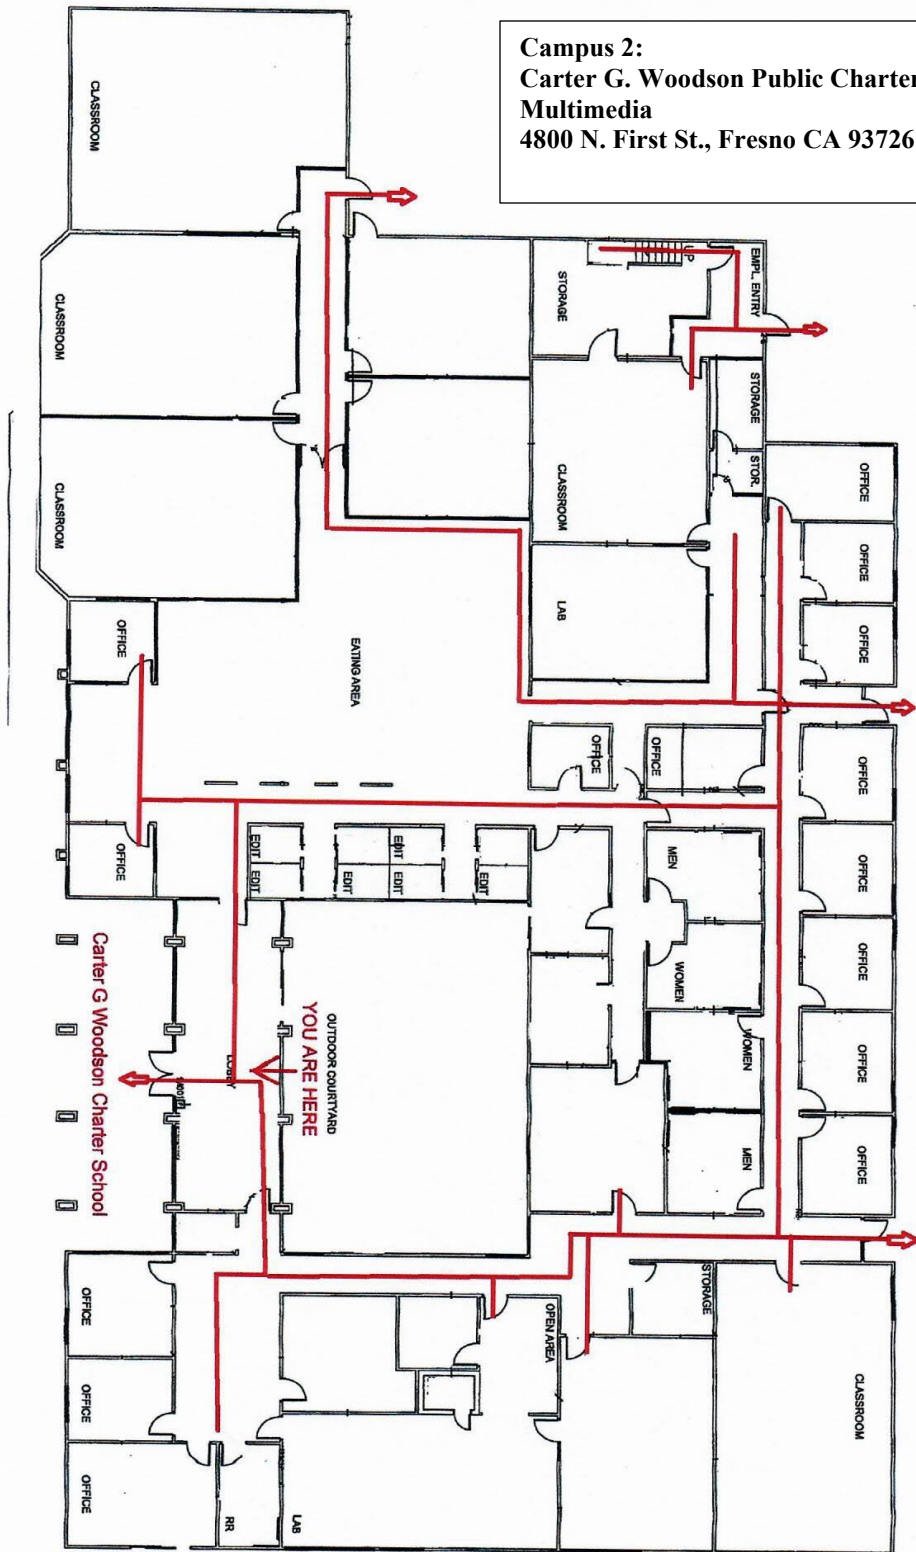 Campus 2:
Carter G. Woodson Public Charter
Multimedia
4800 N. First St., Fresno CA 93726
CLASSROOM
UP
EMPL. ENTRY
STORAGE
CLASSROOM
STORAGE
STOR.
OFFICE
CLASSROOM
CLASSROOM
OFFICE
LAB
OFFICE
OFFICE
EATING AREA
OFFICE
OFFICE
OFFICE
EDIT
EDIT
MEN
OFFICE
OFFICE
EDIT
EDIT
EDIT
EDIT
WOMEN
OFFICE
WOMEN
OFFICE
OUTDOOR COURTYARD
YOU ARE HERE
LOBBY
Carter G Woodson Charter School
MEN
OFFICE
STORAGE
OFFICE
OPEN AREA
OFFICE
CLASSROOM
OFFICE
RR
LAB